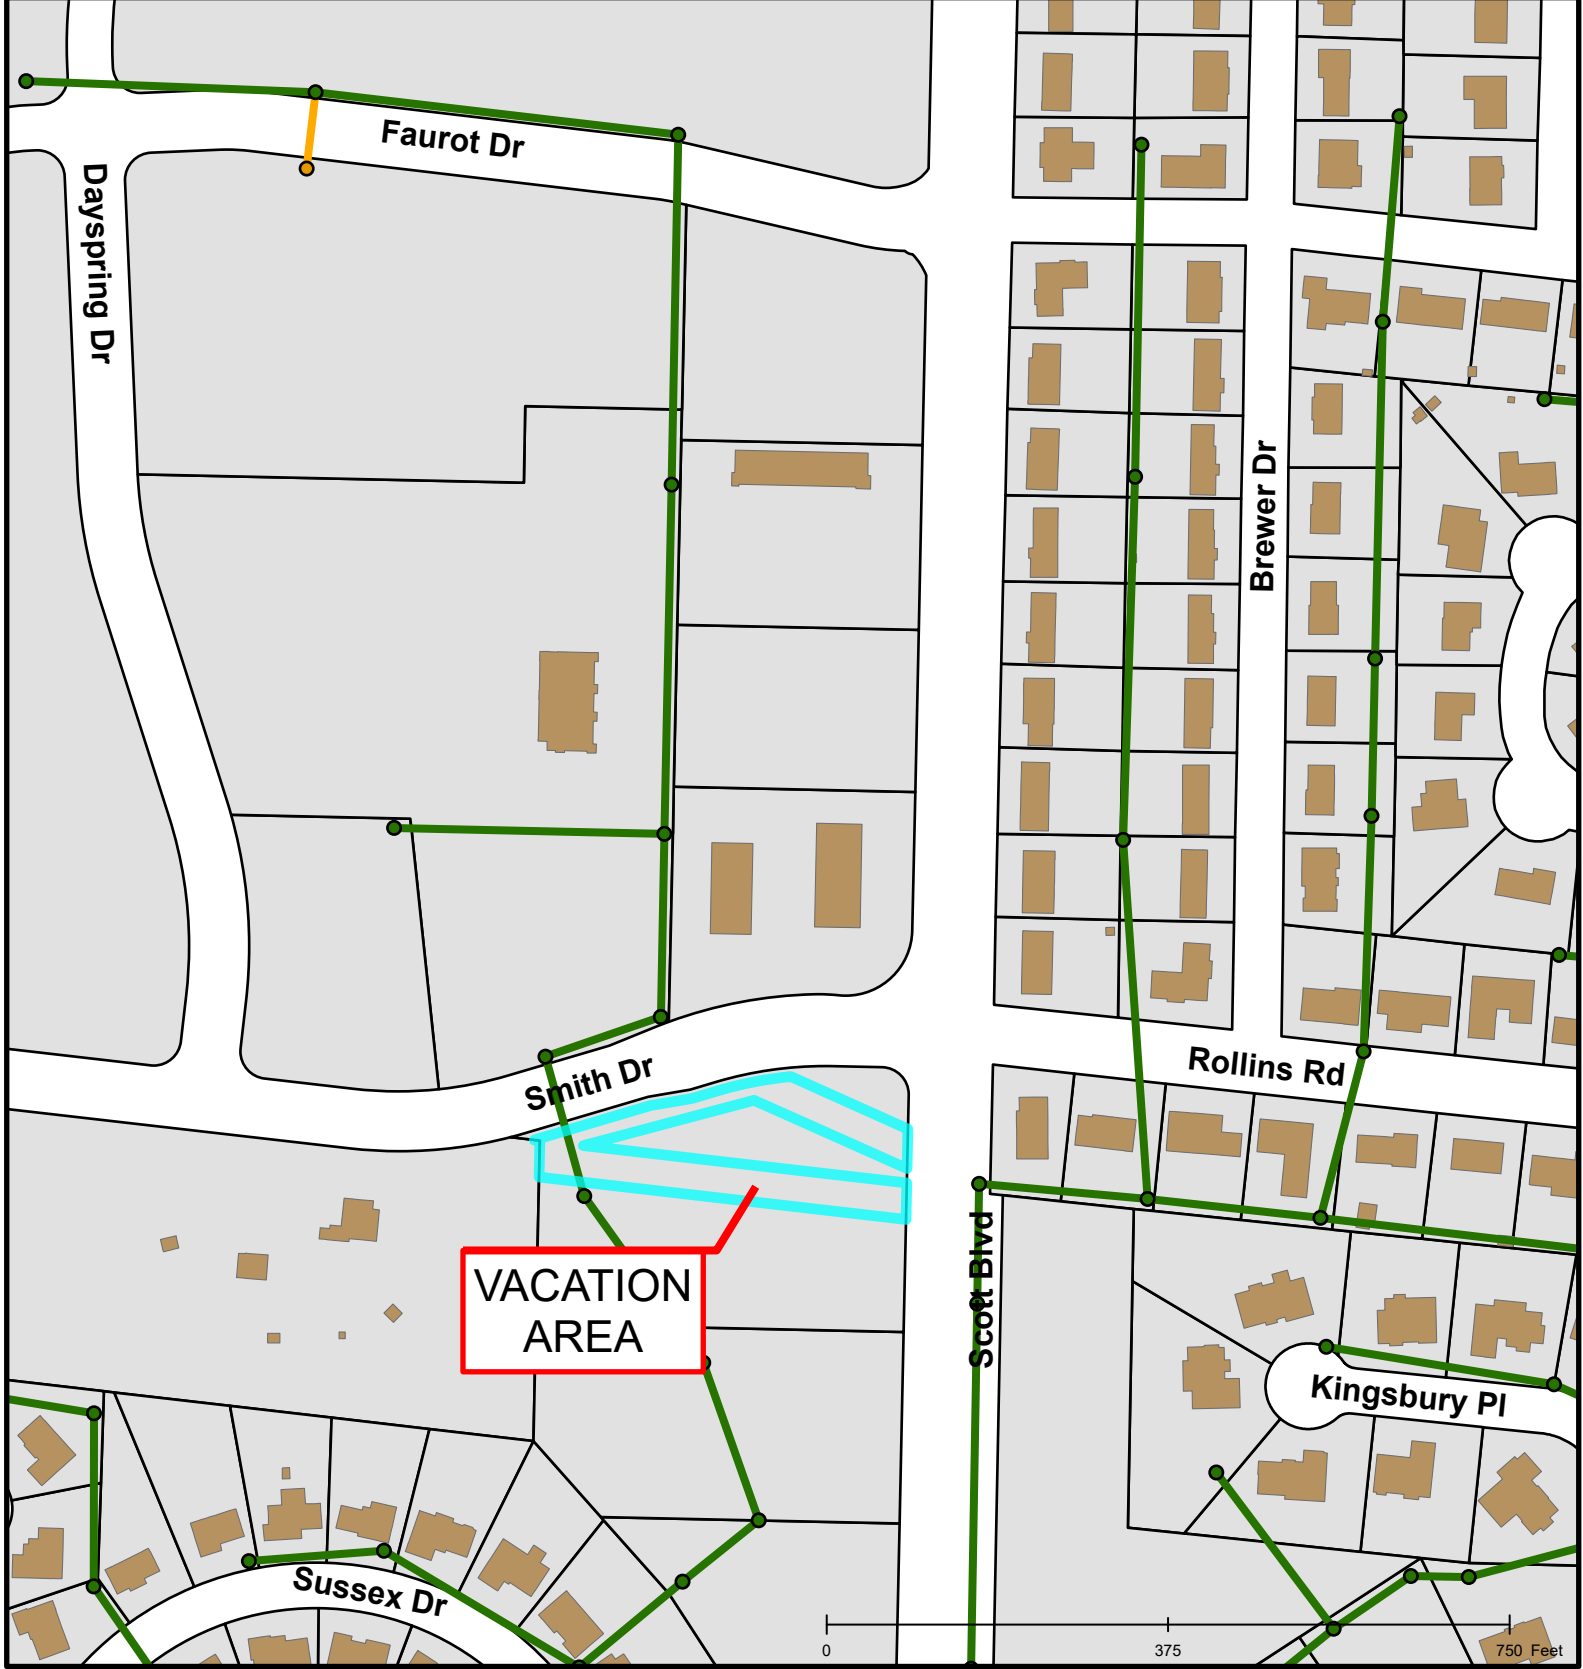 Faurot Dr
Dayspring Dr
Brewer Dr
Smith Dr
Rollins Rd
Scott Blvd
VACATION
AREA
Kingsbury Pl
Sussex Dr
0 375 750 Feet